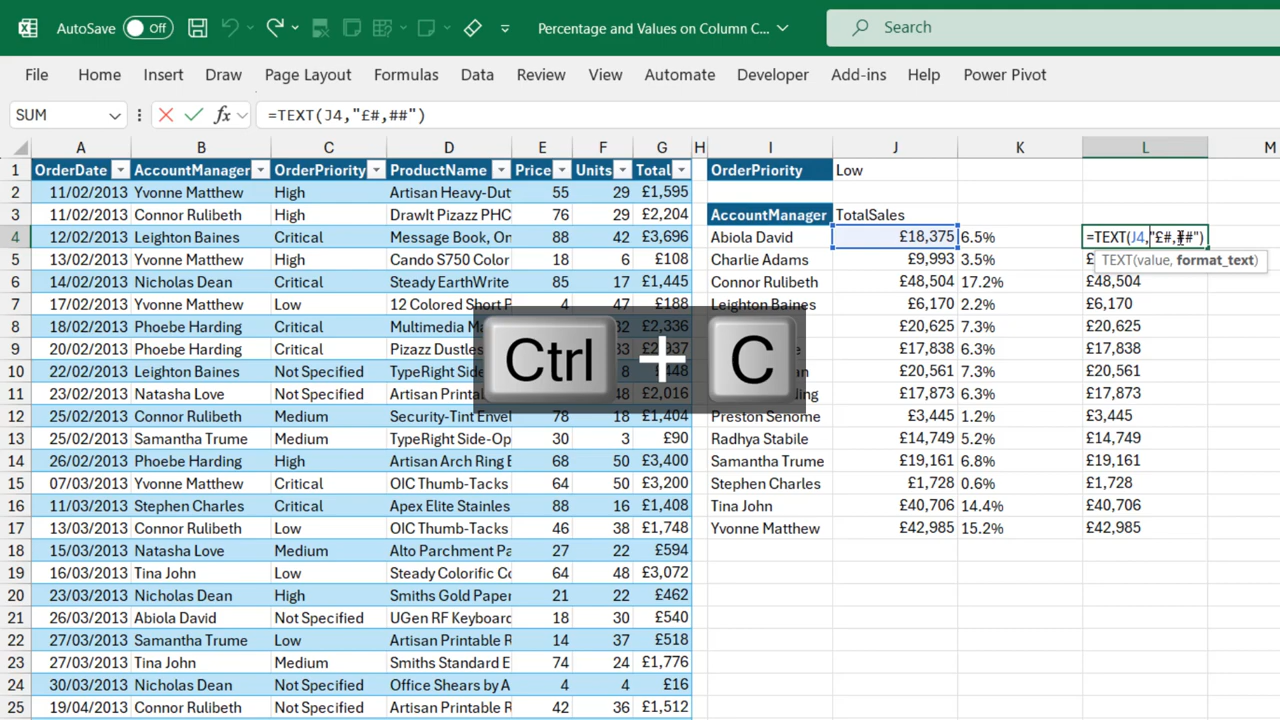 AutoSave Off Percentage and Values on Column C... Search
File Home Insert Draw Page Layout Formulas Data Review View Automate Developer Add-ins Help Power Pivot
SUM fx =TEXT(J4,"£#,##")
A B C D E F G H I J K L M
1 OrderDate AccountManager OrderPriority ProductName Price Units Total OrderPriority Low
2 11/02/2013 Yvonne Matthew High Artisan Heavy-Dut 55 29 £1,595
3 11/02/2013 Connor Rulibeth High DrawIt Pizazz PHC 76 29 £2,204 AccountManager TotalSales
4 12/02/2013 Leighton Baines Critical Message Book, On 88 42 £3,696 Abiola David £18,375 6.5% =TEXT(J4,"£#,##")
5 13/02/2013 Yvonne Matthew High Cando S750 Color 18 6 £108 Charlie Adams £9,993 3.5% £ TEXT(value, format_text)
6 14/02/2013 Nicholas Dean Critical Steady EarthWrite 85 17 £1,445 Connor Rulibeth £48,504 17.2% £48,504
7 17/02/2013 Yvonne Matthew Low 12 Colored Short P 4 47 £188 Leighton Baines £6,170 2.2% £6,170
8 18/02/2013 Phoebe Harding Critical Multimedia Ma 32 £2,336 £20,625 7.3% £20,625
9 20/02/2013 Phoebe Harding Critical Pizazz Dustles 33 £2,937 £17,838 6.3% £17,838
10 22/02/2013 Leighton Baines Not Specified TypeRight Side 8 £448 £20,561 7.3% £20,561
11 23/02/2013 Natasha Love Not Specified Artisan Printa 48 £2,016 £17,873 6.3% £17,873
Ctrl + C
12 25/02/2013 Connor Rulibeth Medium Security-Tint Envel 78 18 £1,404 Preston Senome £3,445 1.2% £3,445
13 25/02/2013 Samantha Trume Medium TypeRight Side-Op 30 3 £90 Radhya Stabile £14,749 5.2% £14,749
14 26/02/2013 Phoebe Harding High Artisan Arch Ring E 68 50 £3,400 Samantha Trume £19,161 6.8% £19,161
15 07/03/2013 Yvonne Matthew Critical OIC Thumb-Tacks 64 50 £3,200 Stephen Charles £1,728 0.6% £1,728
16 11/03/2013 Stephen Charles Critical Apex Elite Stainles 88 16 £1,408 Tina John £40,706 14.4% £40,706
17 13/03/2013 Connor Rulibeth Low OIC Thumb-Tacks 46 38 £1,748 Yvonne Matthew £42,985 15.2% £42,985
18 15/03/2013 Natasha Love Medium Alto Parchment Pa 27 22 £594
19 16/03/2013 Tina John Low Steady Colorific Co 64 48 £3,072
20 23/03/2013 Nicholas Dean High Smiths Gold Paper 21 22 £462
21 26/03/2013 Abiola David Not Specified UGen RF Keyboard 18 30 £540
22 27/03/2013 Samantha Trume Low Artisan Printable R 14 37 £518
23 27/03/2013 Tina John Medium Smiths Standard E 74 24 £1,776
24 30/03/2013 Nicholas Dean Not Specified Office Shears by A 4 4 £16
25 19/04/2013 Connor Rulibeth Not Specified Artisan Printable R 42 36 £1,512